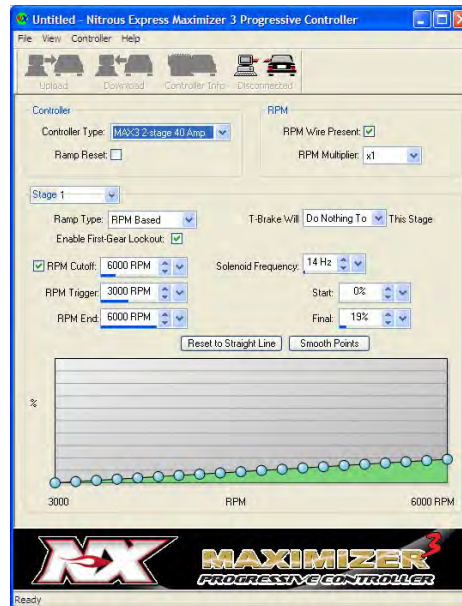 Untitled - Nitrous Express Maximizer 3 Progressive Controller
File View Controller Help
Upload Download Controller Info Disconnected
Controller RPM
Controller Type: MAX3 2-stage 40 Amp RPM Wire Present:
Ramp Reset: RPM Multiplier: x1
Stage 1
Ramp Type: RPM Based T-Brake Will Do Nothing To This Stage
Enable First-Gear Lockout:
RPM Cutoff: 6000 RPM Solenoid Frequency: 14 Hz
RPM Trigger: 3000 RPM Start: 0%
RPM End: 6000 RPM Final: 19%
Reset to Straight Line Smooth Points
%
3000 RPM 6000 RPM
NX MAXIMIZER 3
PROGRESSIVE CONTROLLER
Ready